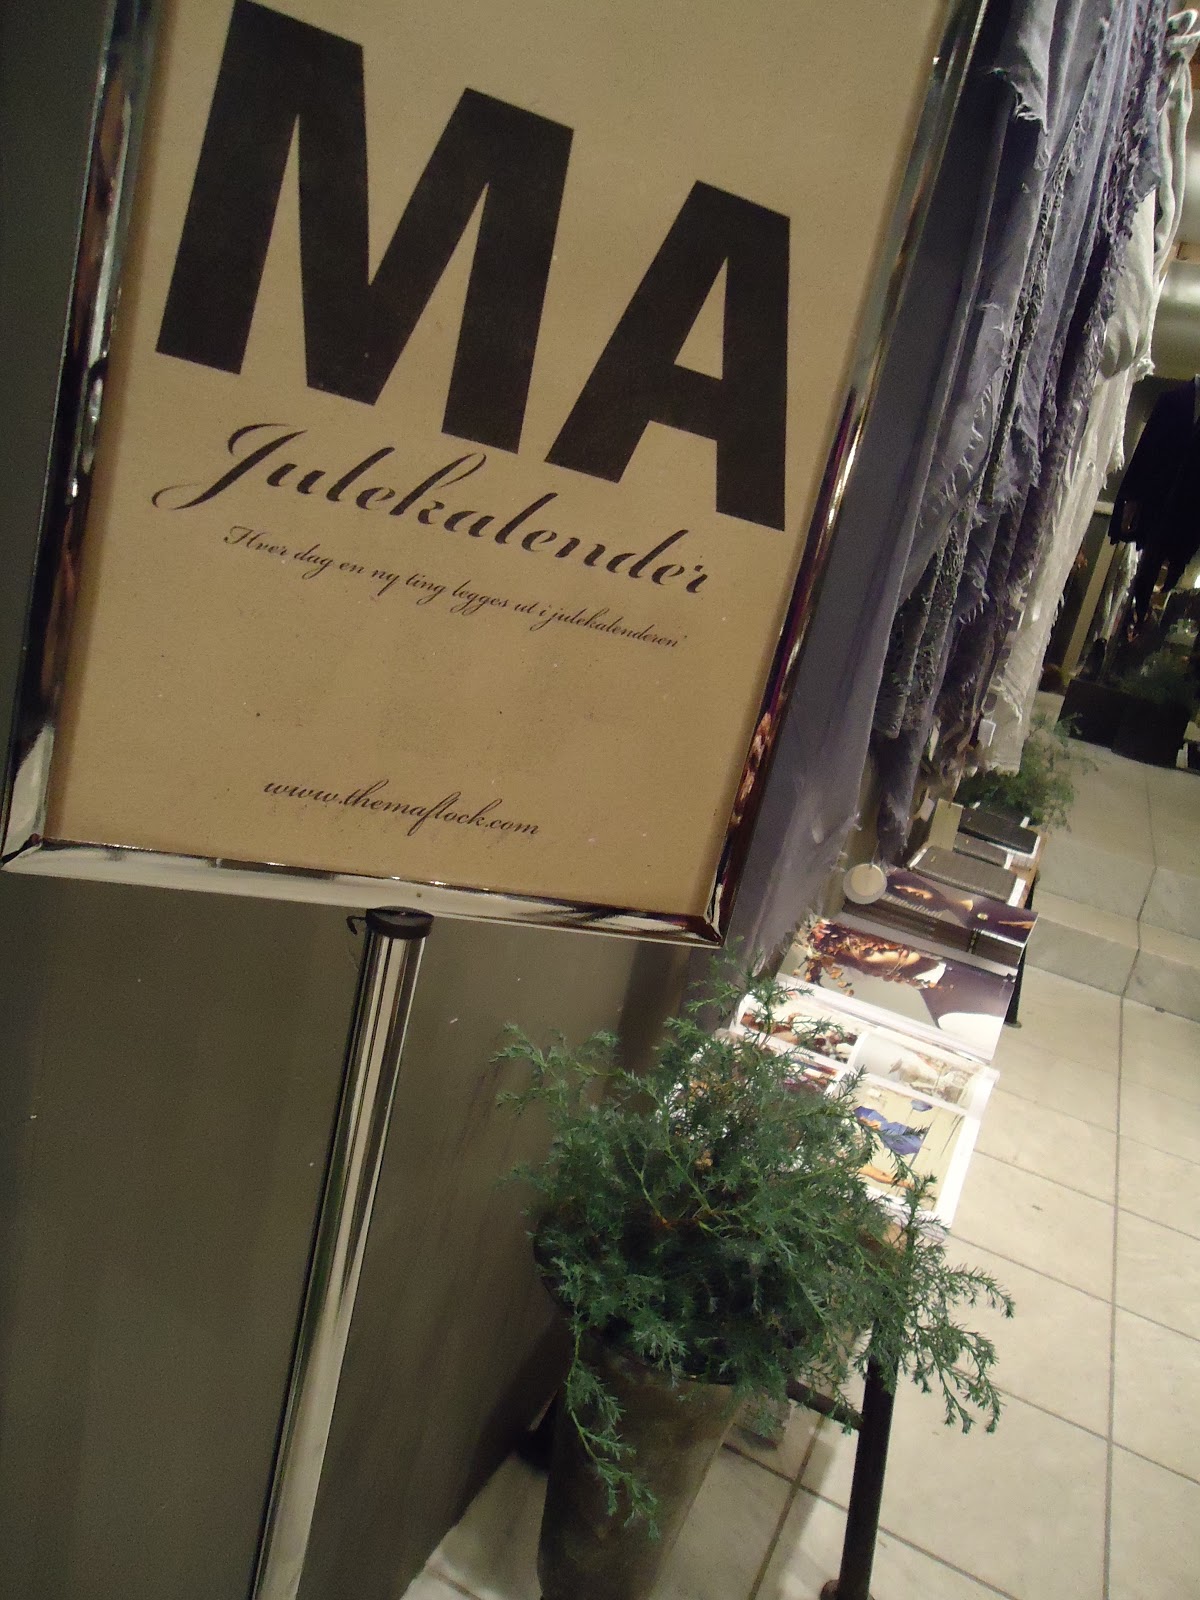 MA
Julekalender
Hver dag en ny ting legges ut i julekalenderen
www.themaflock.com